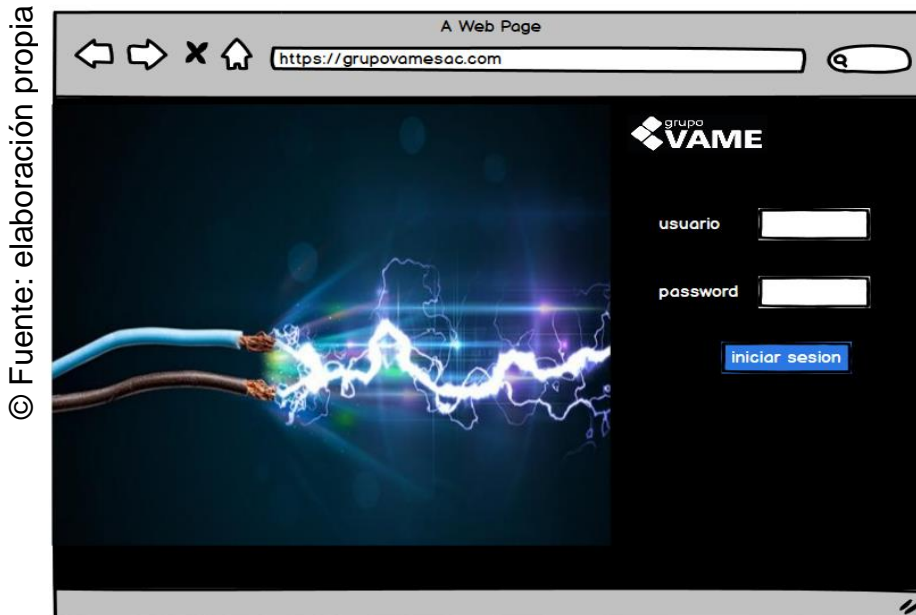 © Fuente: elaboración propia
A Web Page
https://grupovamesac.com
grupo
VAME
usuario
password
iniciar sesion